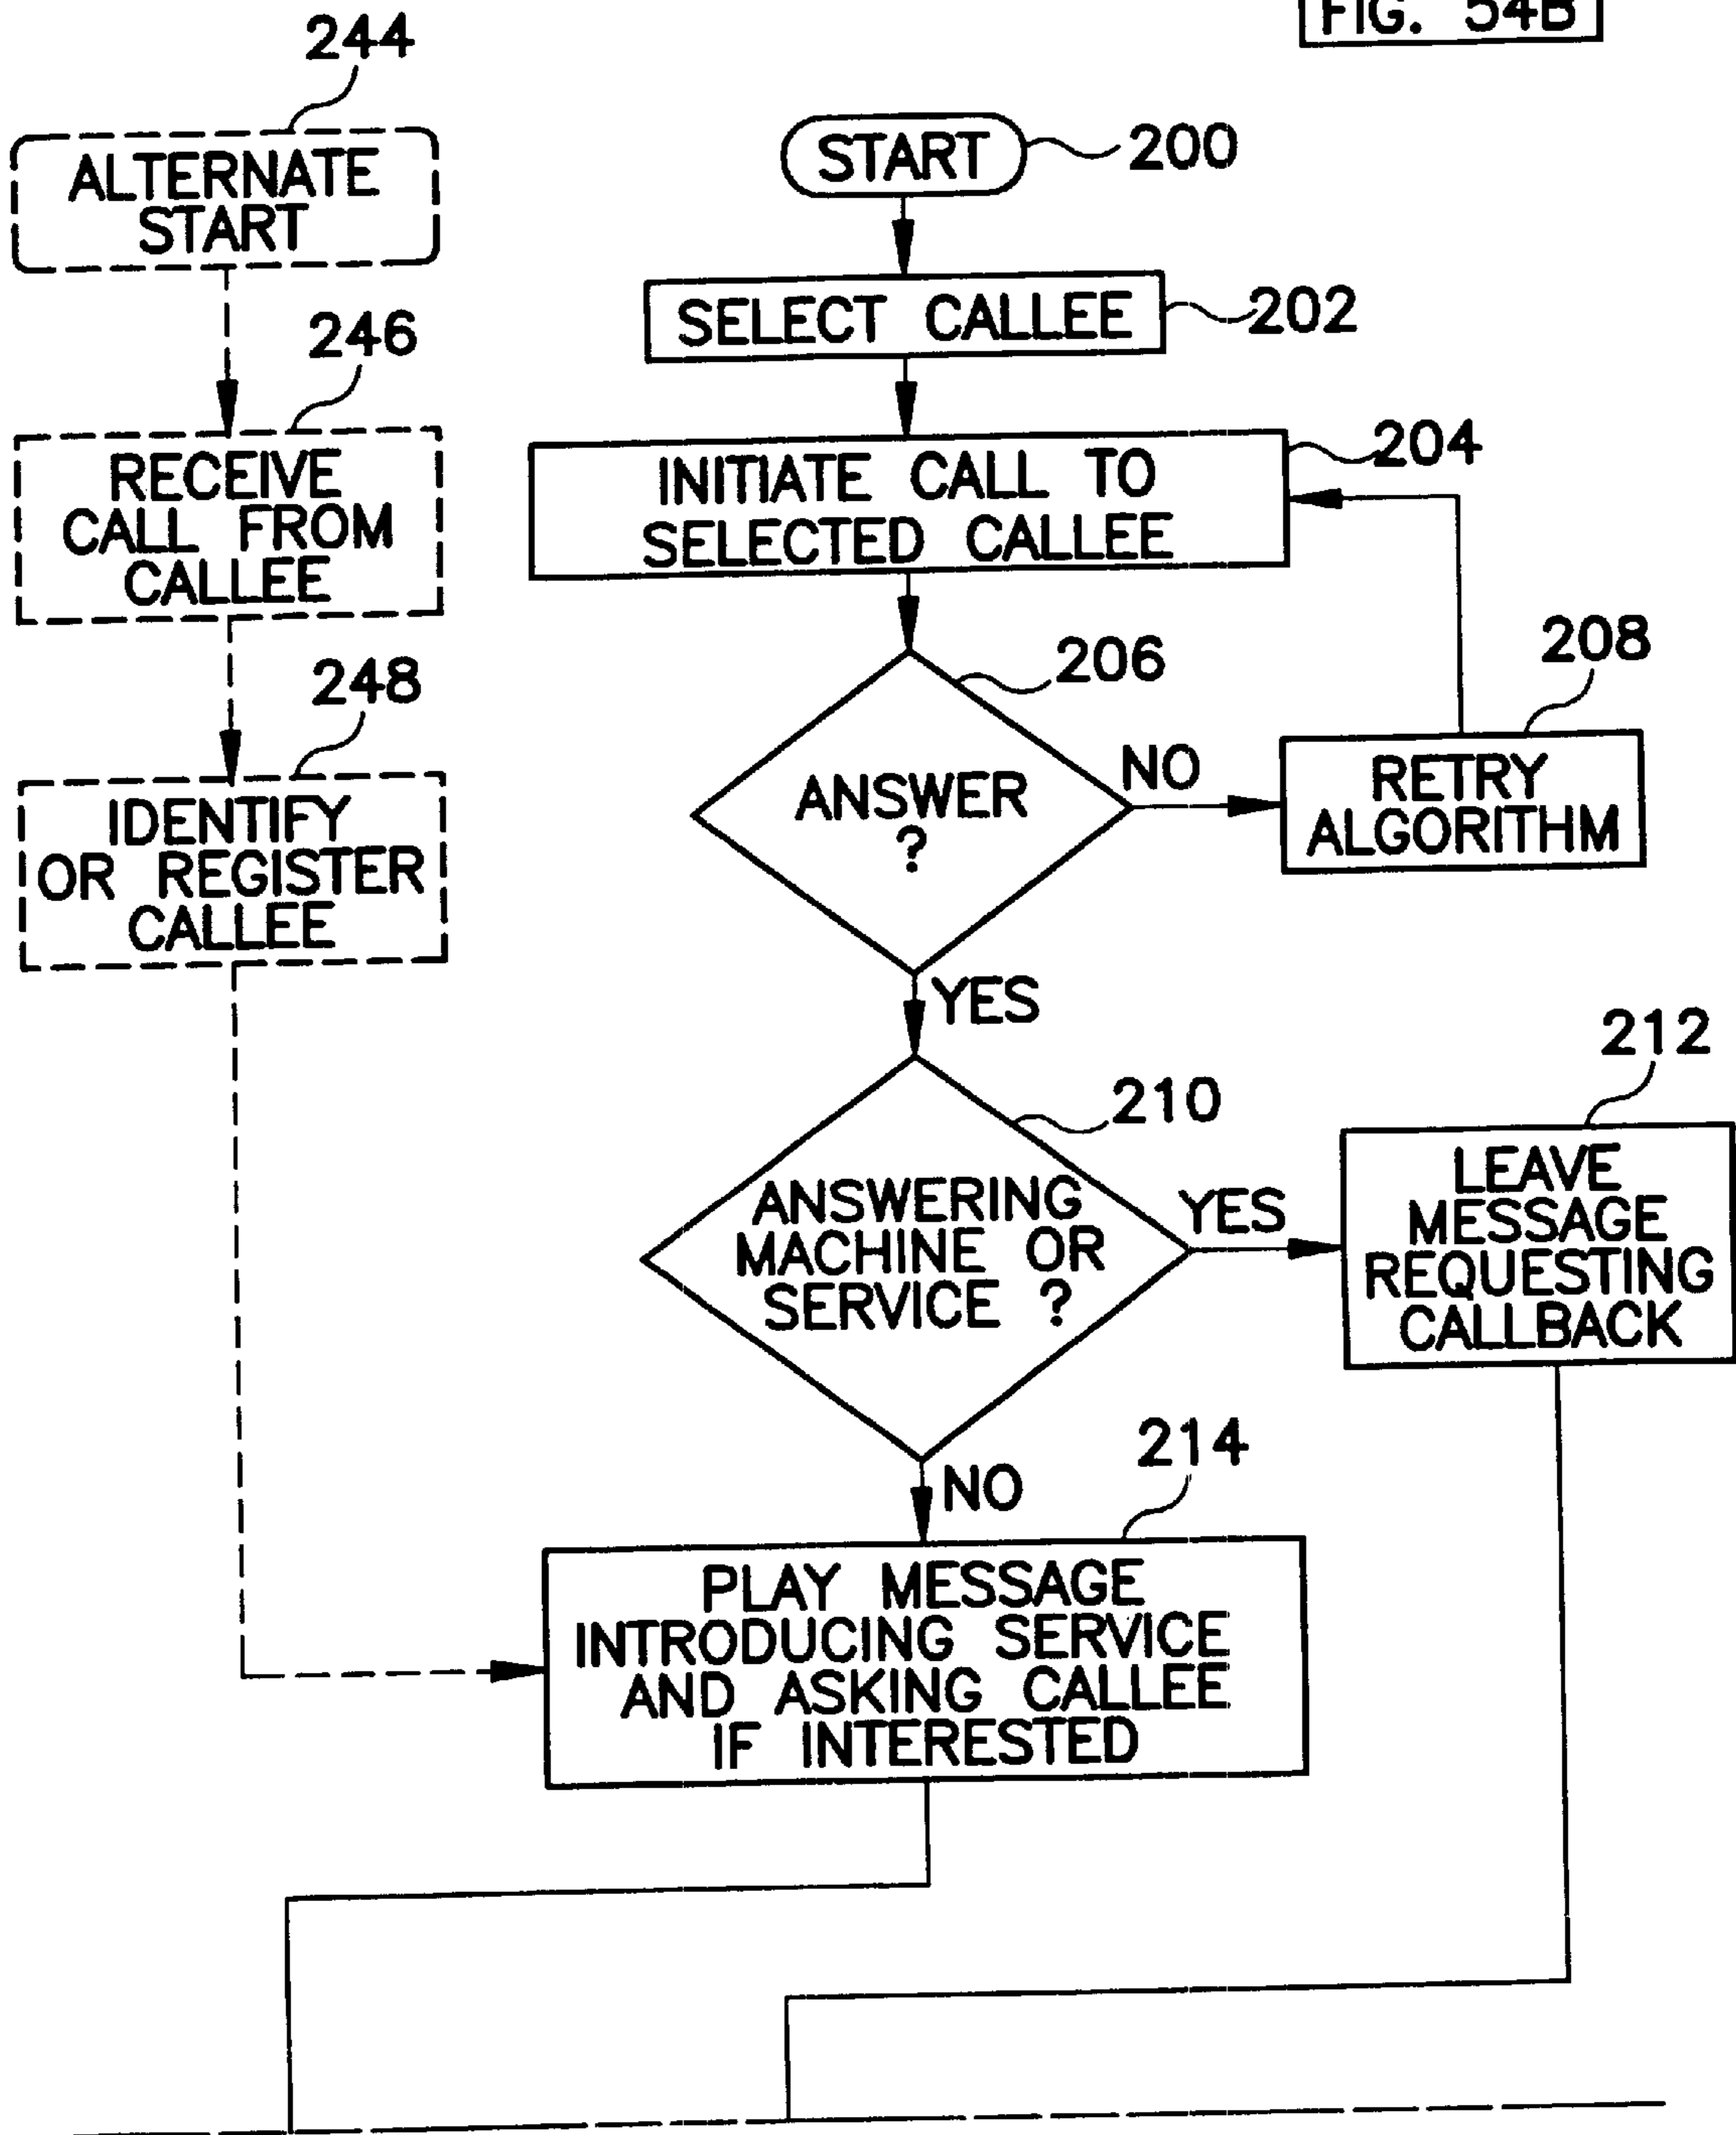 FIG. 54B
244
ALTERNATE
START
START
200
SELECT CALLEE
202
246
RECEIVE
CALL FROM
CALLEE
INITIATE CALL TO
SELECTED CALLEE
204
206
ANSWER
?
NO
208
RETRY
ALGORITHM
248
IDENTIFY
OR REGISTER
CALLEE
YES
210
ANSWERING
MACHINE OR
SERVICE ?
YES
212
LEAVE
MESSAGE
REQUESTING
CALLBACK
NO
214
PLAY MESSAGE
INTRODUCING SERVICE
AND ASKING CALLEE
IF INTERESTED